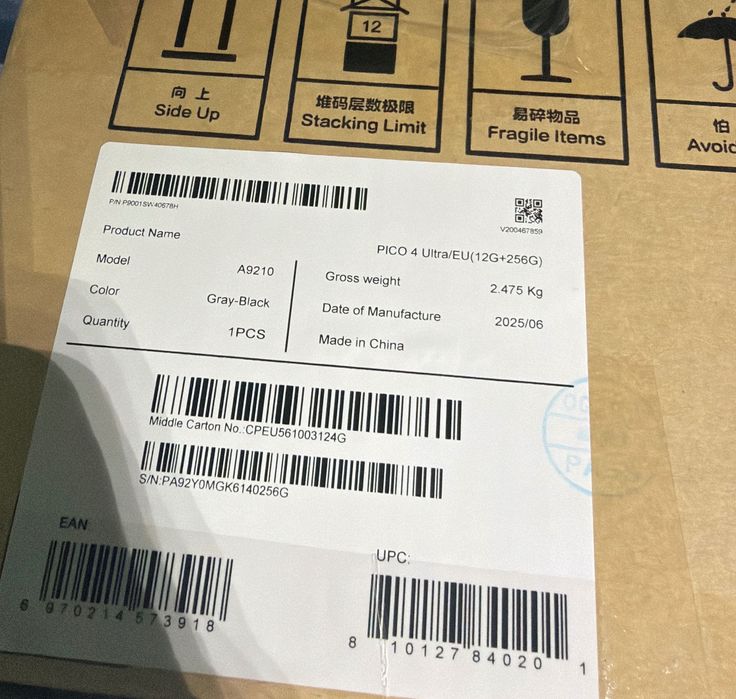 12
向上
Side Up
堆码层数极限
Stacking Limit
易碎物品
Fragile Items
怕
Avoid
P/N:P9001SW40678H
V200467859
Product Name
PICO 4 Ultra/EU(12G+256G)
Model
A9210
Gross weight
2.475 Kg
Color
Gray-Black
Date of Manufacture
2025/06
Quantity
1PCS
Made in China
Middle Carton No.:CPEU561003124G
S/N:PA92Y0MGK6140256G
EAN
6 970214 573918
UPC:
8 10127 84020 1